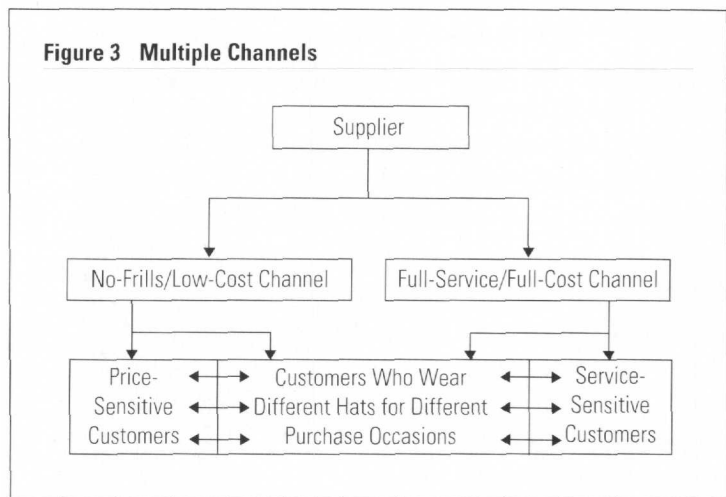 Figure 3 Multiple Channels
Supplier
No-Frills/Low-Cost Channel
Full-Service/Full-Cost Channel
Price-
Sensitive
Customers
Customers Who Wear
Different Hats for Different
Purchase Occasions
Service-
Sensitive
Customers